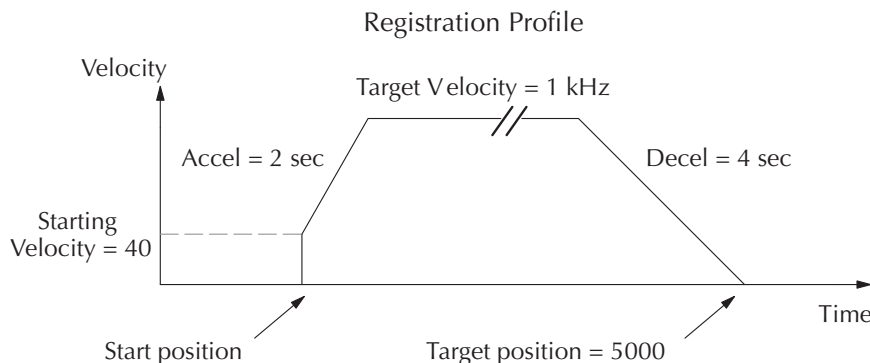 Registration Profile
Velocity
Target Velocity = 1 kHz
Accel = 2 sec
Decel = 4 sec
Starting
Velocity = 40
Time
Start position
Target position = 5000